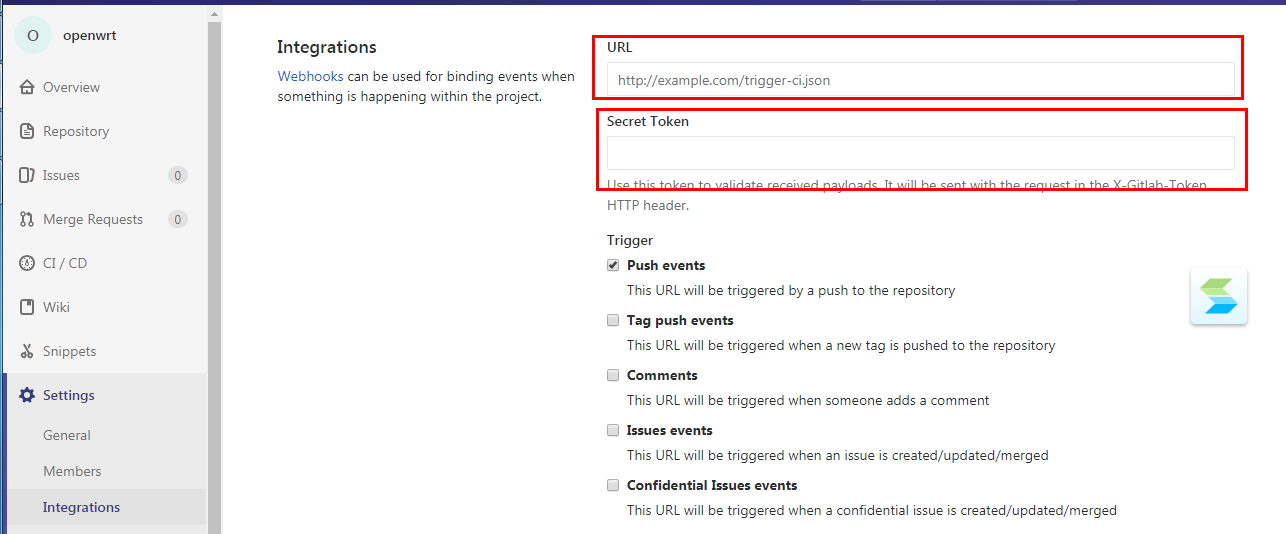 O openwrt
Overview
Repository
Issues 0
Merge Requests 0
CI / CD
Wiki
Snippets
Settings
General
Members
Integrations
Integrations
Webhooks can be used for binding events when
something is happening within the project.
URL
http://example.com/trigger-ci.json
Secret Token
Use this token to validate received payloads. It will be sent with the request in the X-Gitlab-Token
HTTP header.
Trigger
Push events
This URL will be triggered by a push to the repository
Tag push events
This URL will be triggered when a new tag is pushed to the repository
Comments
This URL will be triggered when someone adds a comment
Issues events
This URL will be triggered when an issue is created/updated/merged
Confidential Issues events
This URL will be triggered when a confidential issue is created/updated/merged